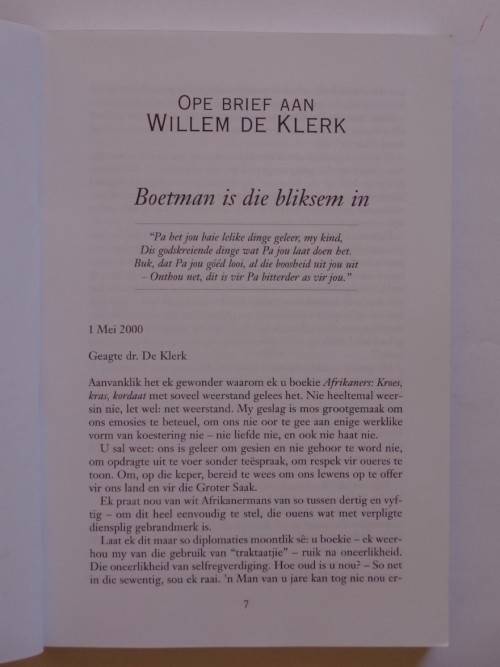 OPE BRIEF AAN
WILLEM DE KLERK
Boetman is die bliksem in
“Pa het jou baie lelike dinge geleer, my kind,
Dis godskreiende dinge wat Pa jou laat doen het.
Buk, dat Pa jou góéd looi, al die boosheid uit jou uit
– Onthou net, dit is vir Pa bitterder as vir jou.”
1 Mei 2000
Geagte dr. De Klerk
Aanvanklik het ek gewonder waarom ek u boekie Afrikaners: Kroes,
kras, kordaat met soveel weerstand gelees het. Nie heeltemal weer-
sin nie, let wel: net weerstand. My geslag is mos grootgemaak om
ons emosies te beteuel, om ons nie oor te gee aan enige werklike
vorm van koestering nie – nie liefde nie, en ook nie haat nie.
U sal weet: ons is geleer om gesien en nie gehoor te word nie,
om opdragte uit te voer sonder teëspraak, om respek vir oueres te
toon. Om, op die keper, bereid te wees om ons lewens op te offer
vir ons land en vir die Groter Saak.
Ek praat nou van wit Afrikanermans van so tussen dertig en vyf-
tig – om dit heel eenvoudig te stel, die ouens wat met verpligte
diensplig gebrandmerk is.
Laat ek dit maar so diplomaties moontlik sê: u boekie – ek weer-
hou my van die gebruik van “traktaatjie” – ruik na oneerlikheid.
Die oneerlikheid van selfregverdiging. Hoe oud is u nou? – So net
in die sewentig, sou ek raai. ’n Man van u jare kan tog nie nou er-
7